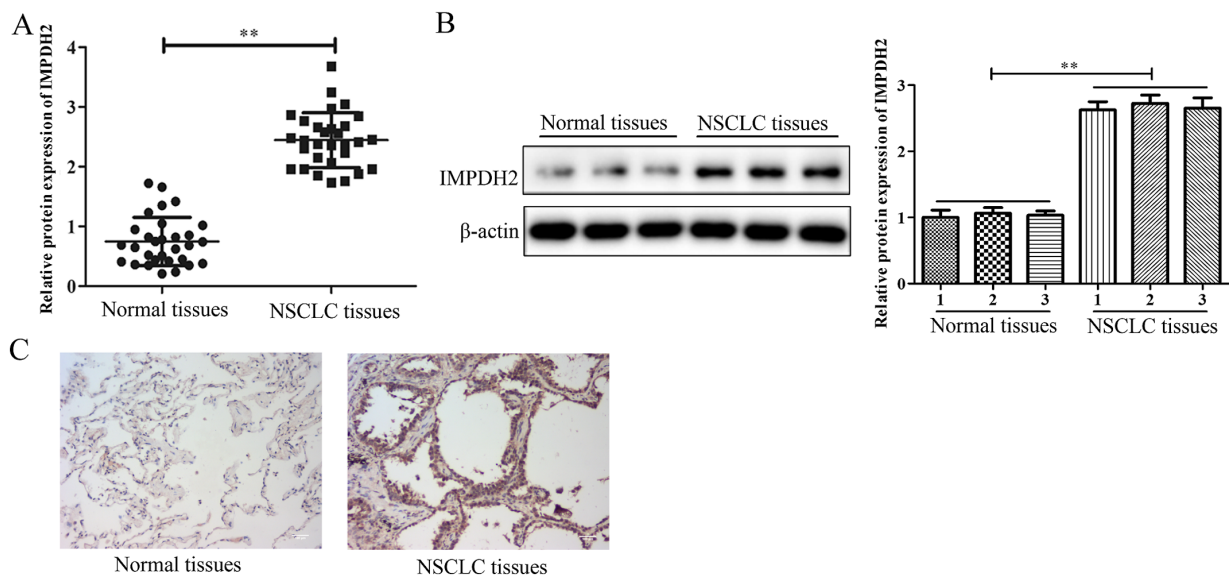 A
Relative protein expression of IMPDH2
4
3
2
1
0
**
Normal tissues
NSCLC tissues
B
Normal tissues
NSCLC tissues
IMPDH2
β-actin
Relative protein expression of IMPDH2
3
2
1
0
**
1 2 3 1 2 3
Normal tissues
NSCLC tissues
C
Normal tissues
NSCLC tissues